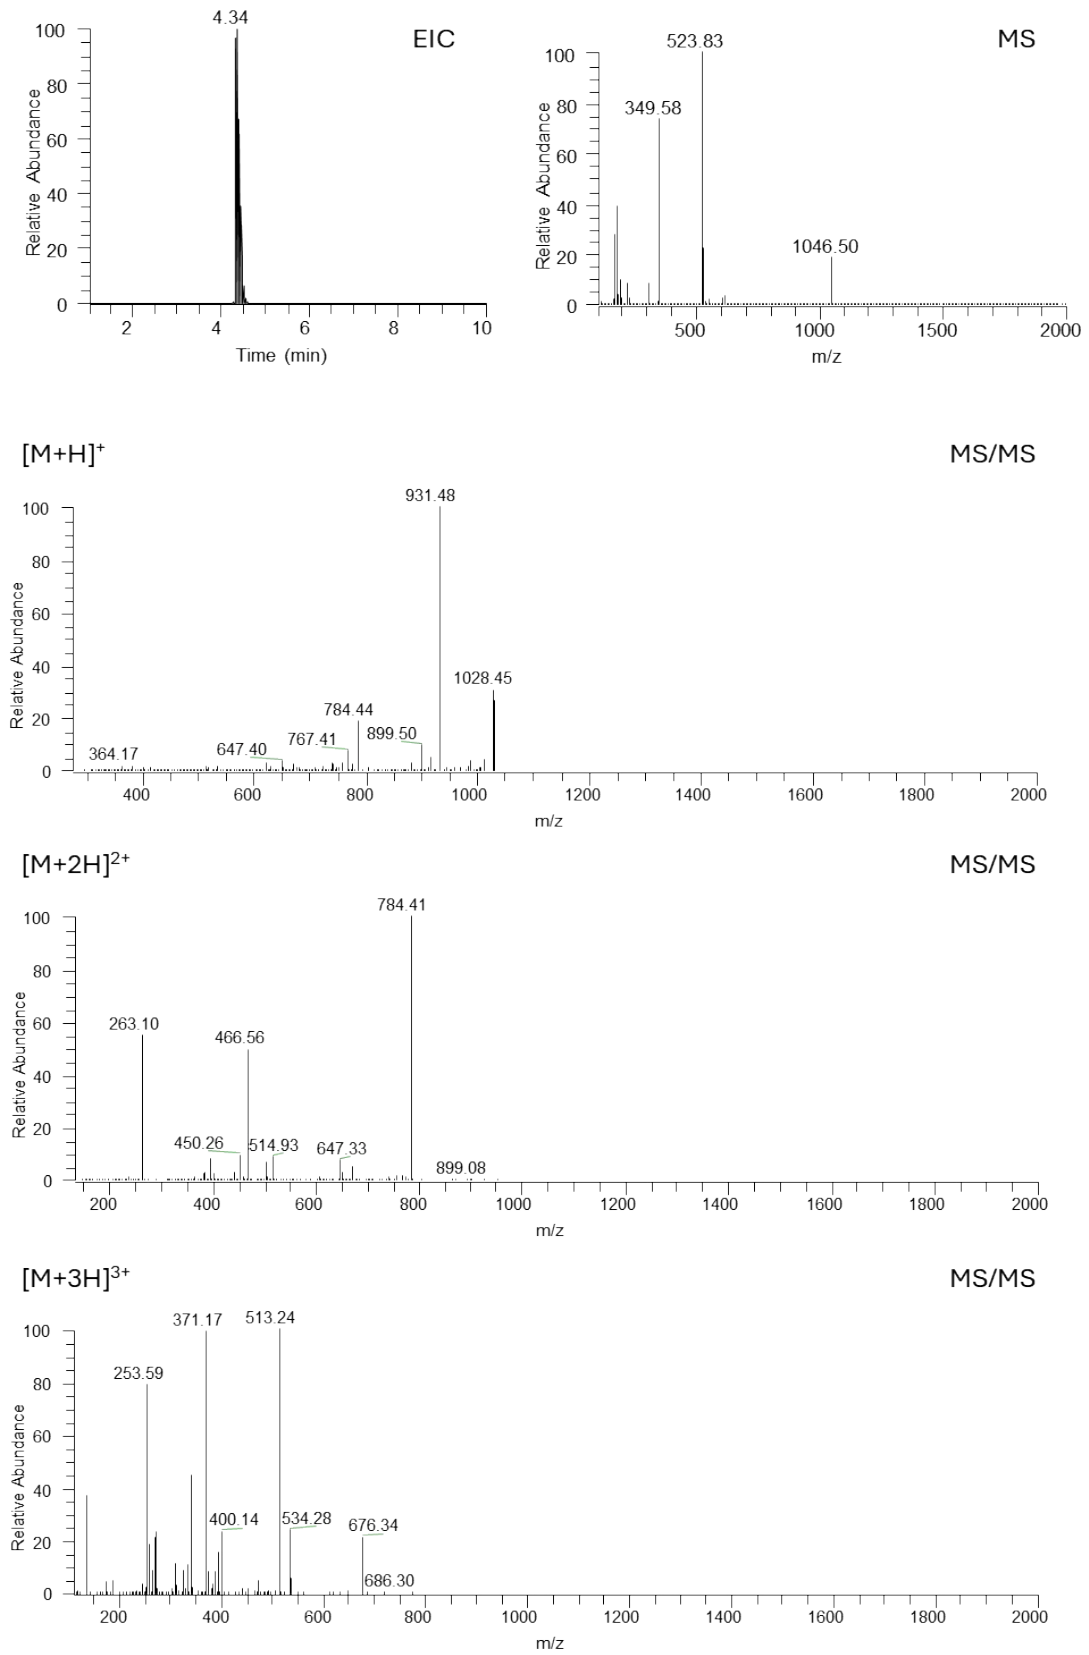 EIC
4.34
100
80
60
40
20
0
Relative Abundance
2 4 6 8 10
Time (min)
MS
523.83
349.58
1046.50
100
80
60
40
20
0
Relative Abundance
500 1000 1500 2000
m/z
[M+H]+ MS/MS
931.48
1028.45
784.44
899.50
767.41
647.40
364.17
100
80
60
40
20
0
Relative Abundance
400 600 800 1000 1200 1400 1600 1800 2000
m/z
[M+2H]2+ MS/MS
784.41
263.10
466.56
450.26
514.93
647.33
899.08
100
80
60
40
20
0
Relative Abundance
200 400 600 800 1000 1200 1400 1600 1800 2000
m/z
[M+3H]3+ MS/MS
371.17
513.24
253.59
400.14
534.28
676.34
686.30
100
80
60
40
20
0
Relative Abundance
200 400 600 800 1000 1200 1400 1600 1800 2000
m/z